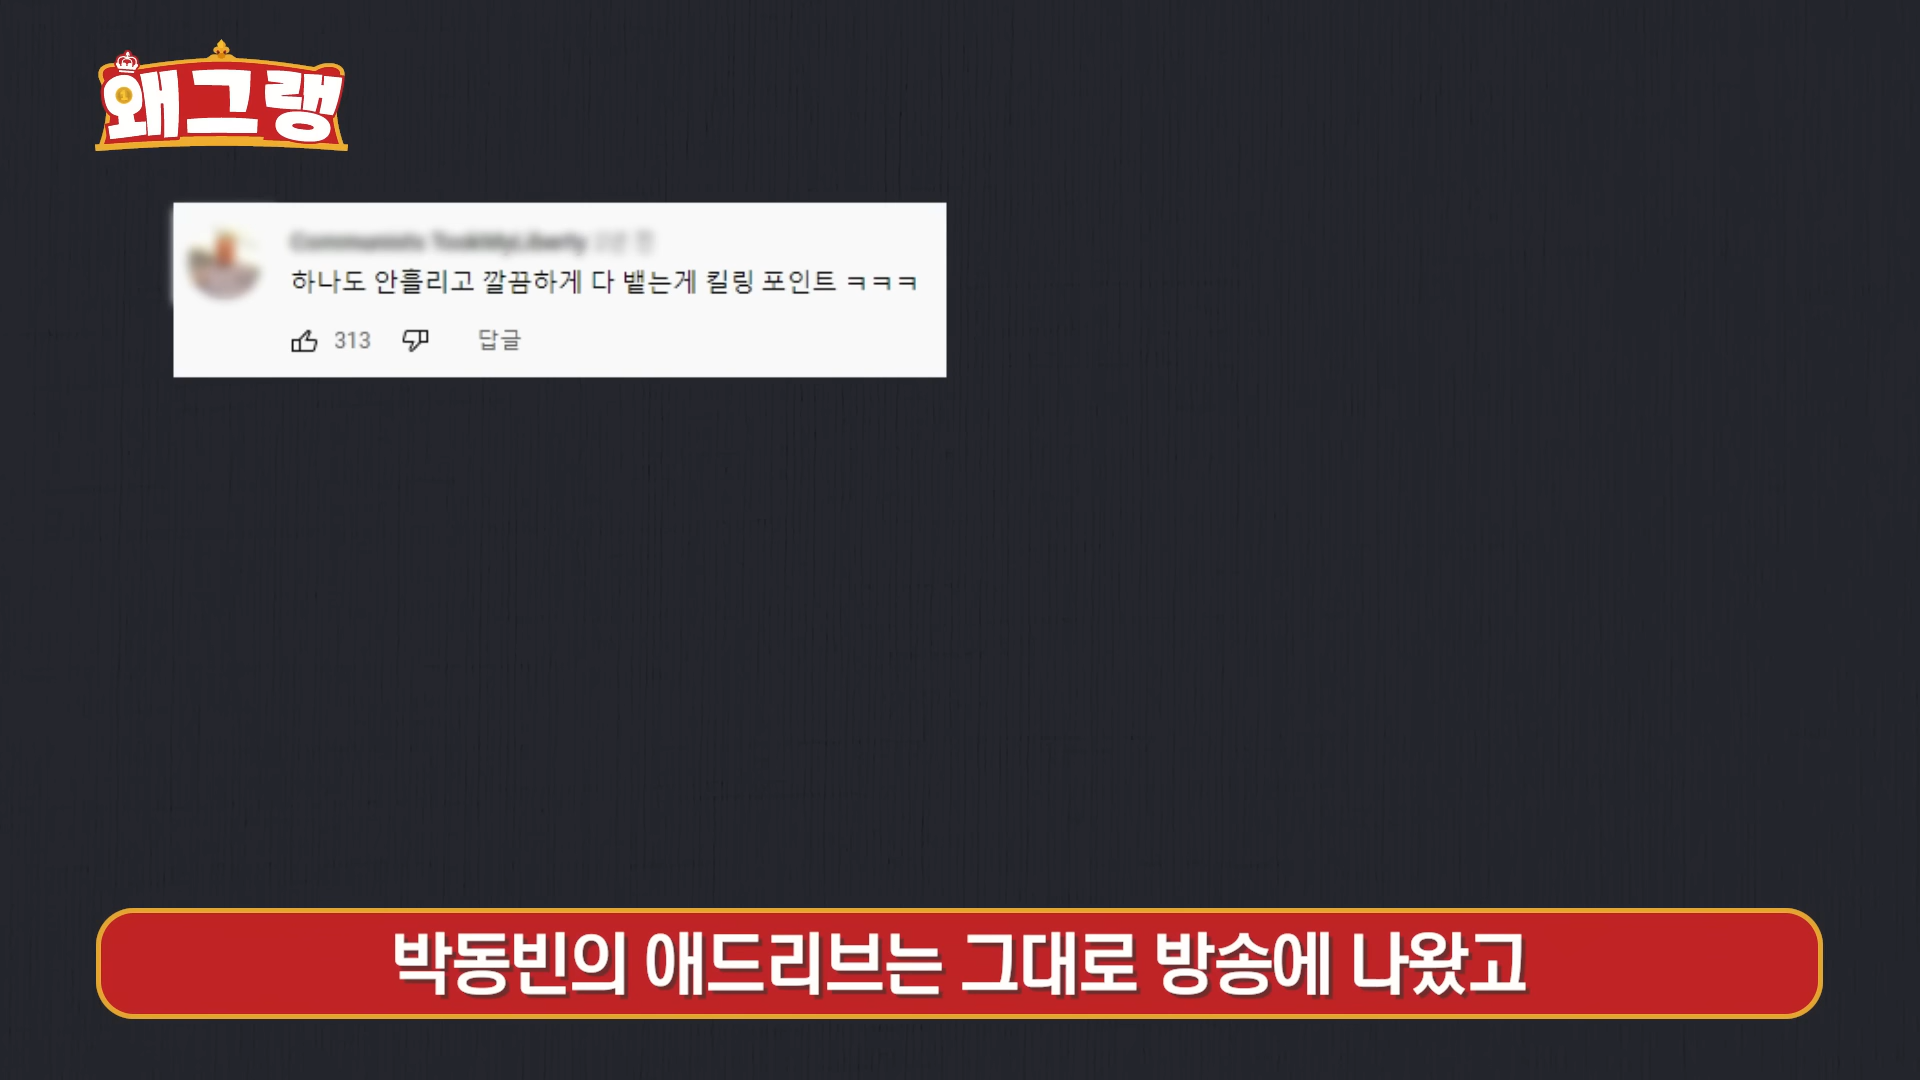 왜그랭
하나도 안흘리고 깔끔하게 다 뱉는게 킬링 포인트 ㅋㅋㅋ
313 답글
박동빈의 애드리브는 그대로 방송에 나왔고